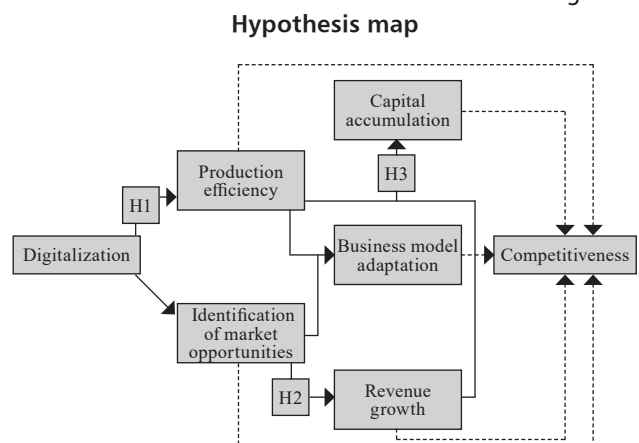 Hypothesis map
Capital
accumulation
Production
efficiency
H3
H1
Digitalization
Business model
adaptation
Competitiveness
Identification
of market
opportunities
H2
Revenue
growth